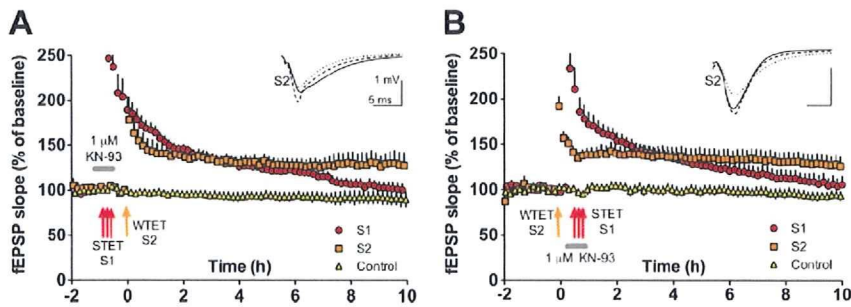 A
fEPSP slope (% of baseline)
250
200
150
100
50
0
1 μM
KN-93
STET
S1
WTET
S2
S2
1 mV
5 ms
S1
S2
Control
Time (h)
-2 0 2 4 6 8 10
B
fEPSP slope (% of baseline)
250
200
150
100
50
0
WTET
S2
STET
S1
1 μM KN-93
S2
S1
S2
Control
Time (h)
-2 0 2 4 6 8 10